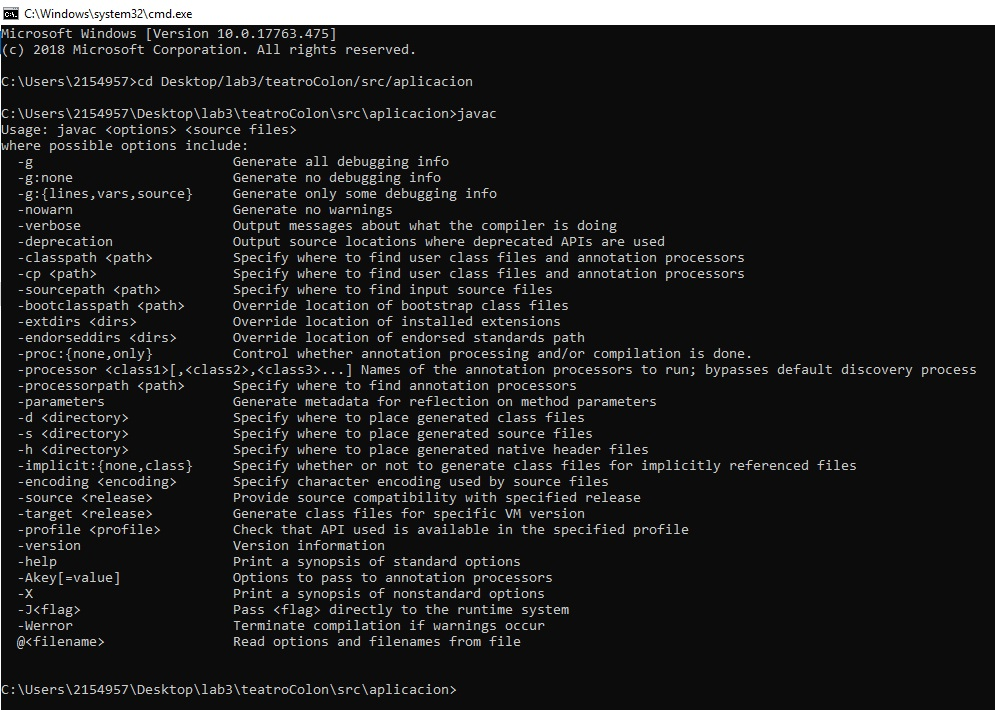 C:\Windows\system32\cmd.exe
Microsoft Windows [Version 10.0.17763.475]
(c) 2018 Microsoft Corporation. All rights reserved.
C:\Users\2154957>cd Desktop/lab3/teatroColon/src/aplicacion
C:\Users\2154957\Desktop\lab3\teatroColon\src\aplicacion>javac
Usage: javac <options> <source files>
where possible options include:
  -g                         Generate all debugging info
  -g:none                    Generate no debugging info
  -g:{lines,vars,source}     Generate only some debugging info
  -nowarn                    Generate no warnings
  -verbose                   Output messages about what the compiler is doing
  -deprecation               Output source locations where deprecated APIs are used
  -classpath <path>          Specify where to find user class files and annotation processors
  -cp <path>                 Specify where to find user class files and annotation processors
  -sourcepath <path>         Specify where to find input source files
  -bootclasspath <path>      Override location of bootstrap class files
  -extdirs <dirs>            Override location of installed extensions
  -endorseddirs <dirs>       Override location of endorsed standards path
  -proc:{none,only}          Control whether annotation processing and/or compilation is done.
  -processor <class1>[,<class2>,<class3>...] Names of the annotation processors to run; bypasses default discovery process
  -processorpath <path>      Specify where to find annotation processors
  -parameters                Generate metadata for reflection on method parameters
  -d <directory>             Specify where to place generated class files
  -s <directory>             Specify where to place generated source files
  -h <directory>             Specify where to place generated native header files
  -implicit:{none,class}     Specify whether or not to generate class files for implicitly referenced files
  -encoding <encoding>       Specify character encoding used by source files
  -source <release>          Provide source compatibility with specified release
  -target <release>          Generate class files for specific VM version
  -profile <profile>         Check that API used is available in the specified profile
  -version                   Version information
  -help                      Print a synopsis of standard options
  -Akey[=value]              Options to pass to annotation processors
  -X                         Print a synopsis of nonstandard options
  -J<flag>                   Pass <flag> directly to the runtime system
  -Werror                    Terminate compilation if warnings occur
  @<filename>                Read options and filenames from file
C:\Users\2154957\Desktop\lab3\teatroColon\src\aplicacion>